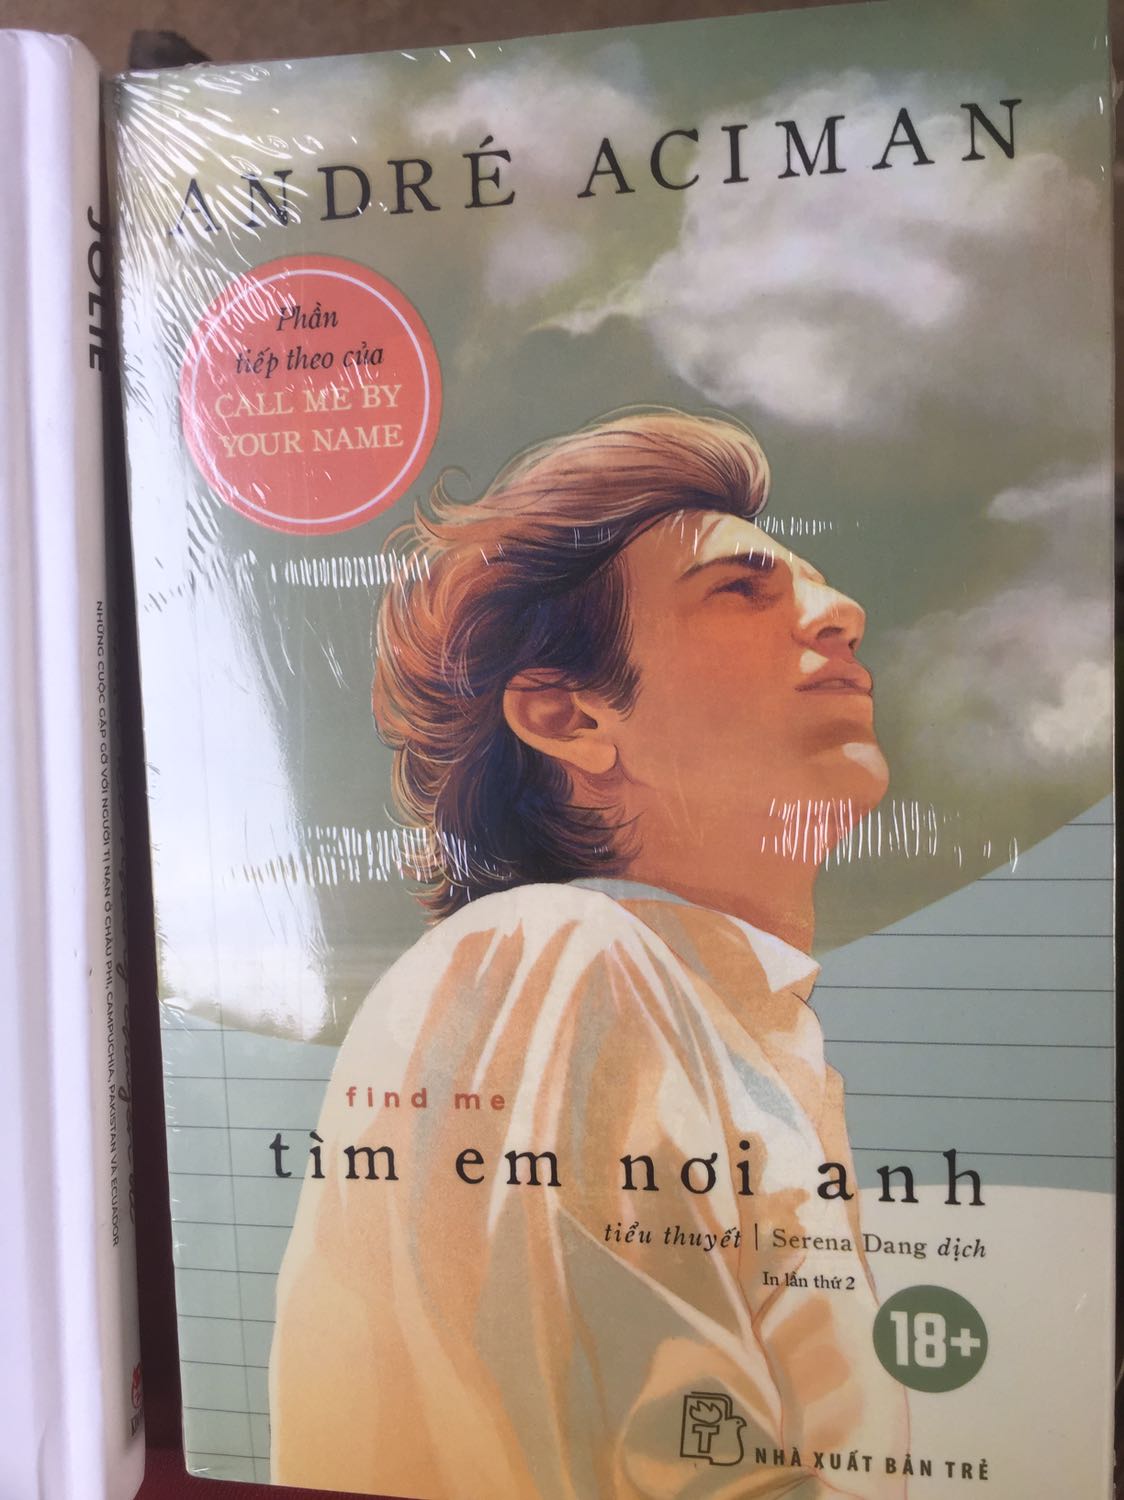 ANDRÉ ACIMAN
Phần
tiếp theo của
CALL ME BY
YOUR NAME
find me
tìm em nơi anh
tiểu thuyết | Serena Dang dịch
In lần thứ 2
18+
T
NHÀ XUẤT BẢN TRẺ
JOLIE
NHỮNG CUỘC GẶP GỠ VỚI NGƯỜI TỊ NẠN Ở CHÂU PHI, CAMPUCHIA, PAKISTAN VÀ ECUADOR